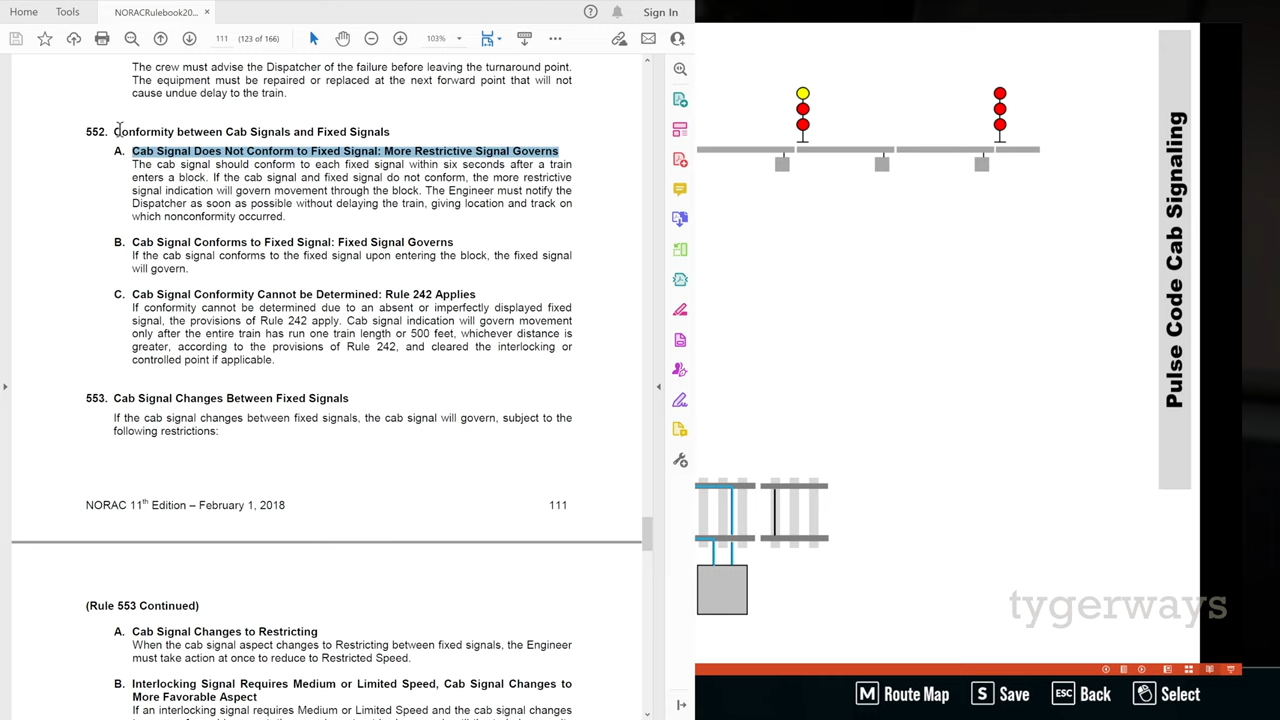 Home
Tools
NORACRulebook20...
×
?
Sign In
111
(123 of 166)
103%
The crew must advise the Dispatcher of the failure before leaving the turnaround point.
The equipment must be repaired or replaced at the next forward point that will not
cause undue delay to the train.
552. Conformity between Cab Signals and Fixed Signals
A. Cab Signal Does Not Conform to Fixed Signal: More Restrictive Signal Governs
The cab signal should conform to each fixed signal within six seconds after a train
enters a block. If the cab signal and fixed signal do not conform, the more restrictive
signal indication will govern movement through the block. The Engineer must notify the
Dispatcher as soon as possible without delaying the train, giving location and track on
which nonconformity occurred.
B. Cab Signal Conforms to Fixed Signal: Fixed Signal Governs
If the cab signal conforms to the fixed signal upon entering the block, the fixed signal
will govern.
C. Cab Signal Conformity Cannot be Determined: Rule 242 Applies
If conformity cannot be determined due to an absent or imperfectly displayed fixed
signal, the provisions of Rule 242 apply. Cab signal indication will govern movement
only after the entire train has run one train length or 500 feet, whichever distance is
greater, according to the provisions of Rule 242, and cleared the interlocking or
controlled point if applicable.
553. Cab Signal Changes Between Fixed Signals
If the cab signal changes between fixed signals, the cab signal will govern, subject to the
following restrictions:
NORAC 11th Edition – February 1, 2018
111
(Rule 553 Continued)
A. Cab Signal Changes to Restricting
When the cab signal aspect changes to Restricting between fixed signals, the Engineer
must take action at once to reduce to Restricted Speed.
B. Interlocking Signal Requires Medium or Limited Speed, Cab Signal Changes to
More Favorable Aspect
If an interlocking signal requires Medium or Limited Speed and the cab signal changes
Pulse Code Cab Signaling
tygerways
M Route Map
S Save
ESC Back
Select